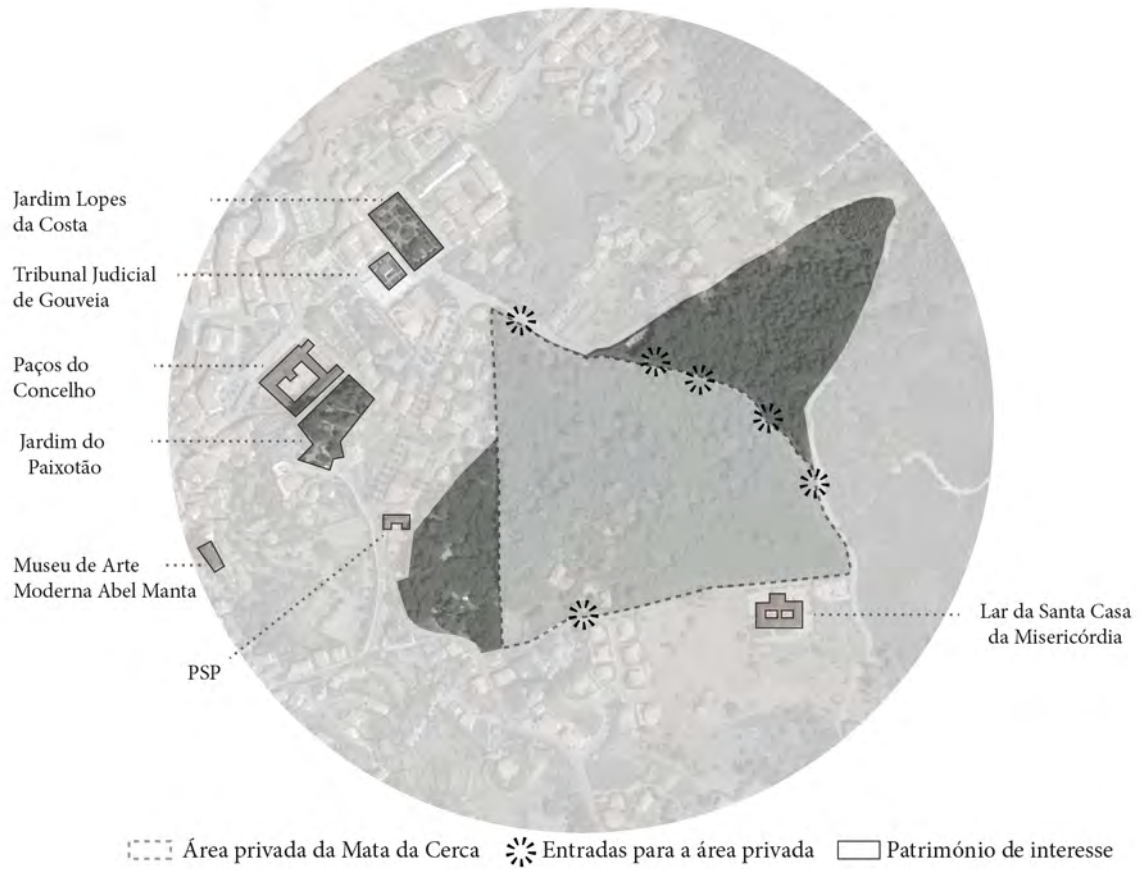 Jardim Lopes
da Costa
Tribunal Judicial
de Gouveia
Paços do
Concelho
Jardim do
Paixotão
Museu de Arte
Moderna Abel Manta
PSP
Lar da Santa Casa
da Misericórdia
Área privada da Mata da Cerca
Entradas para a área privada
Património de interesse